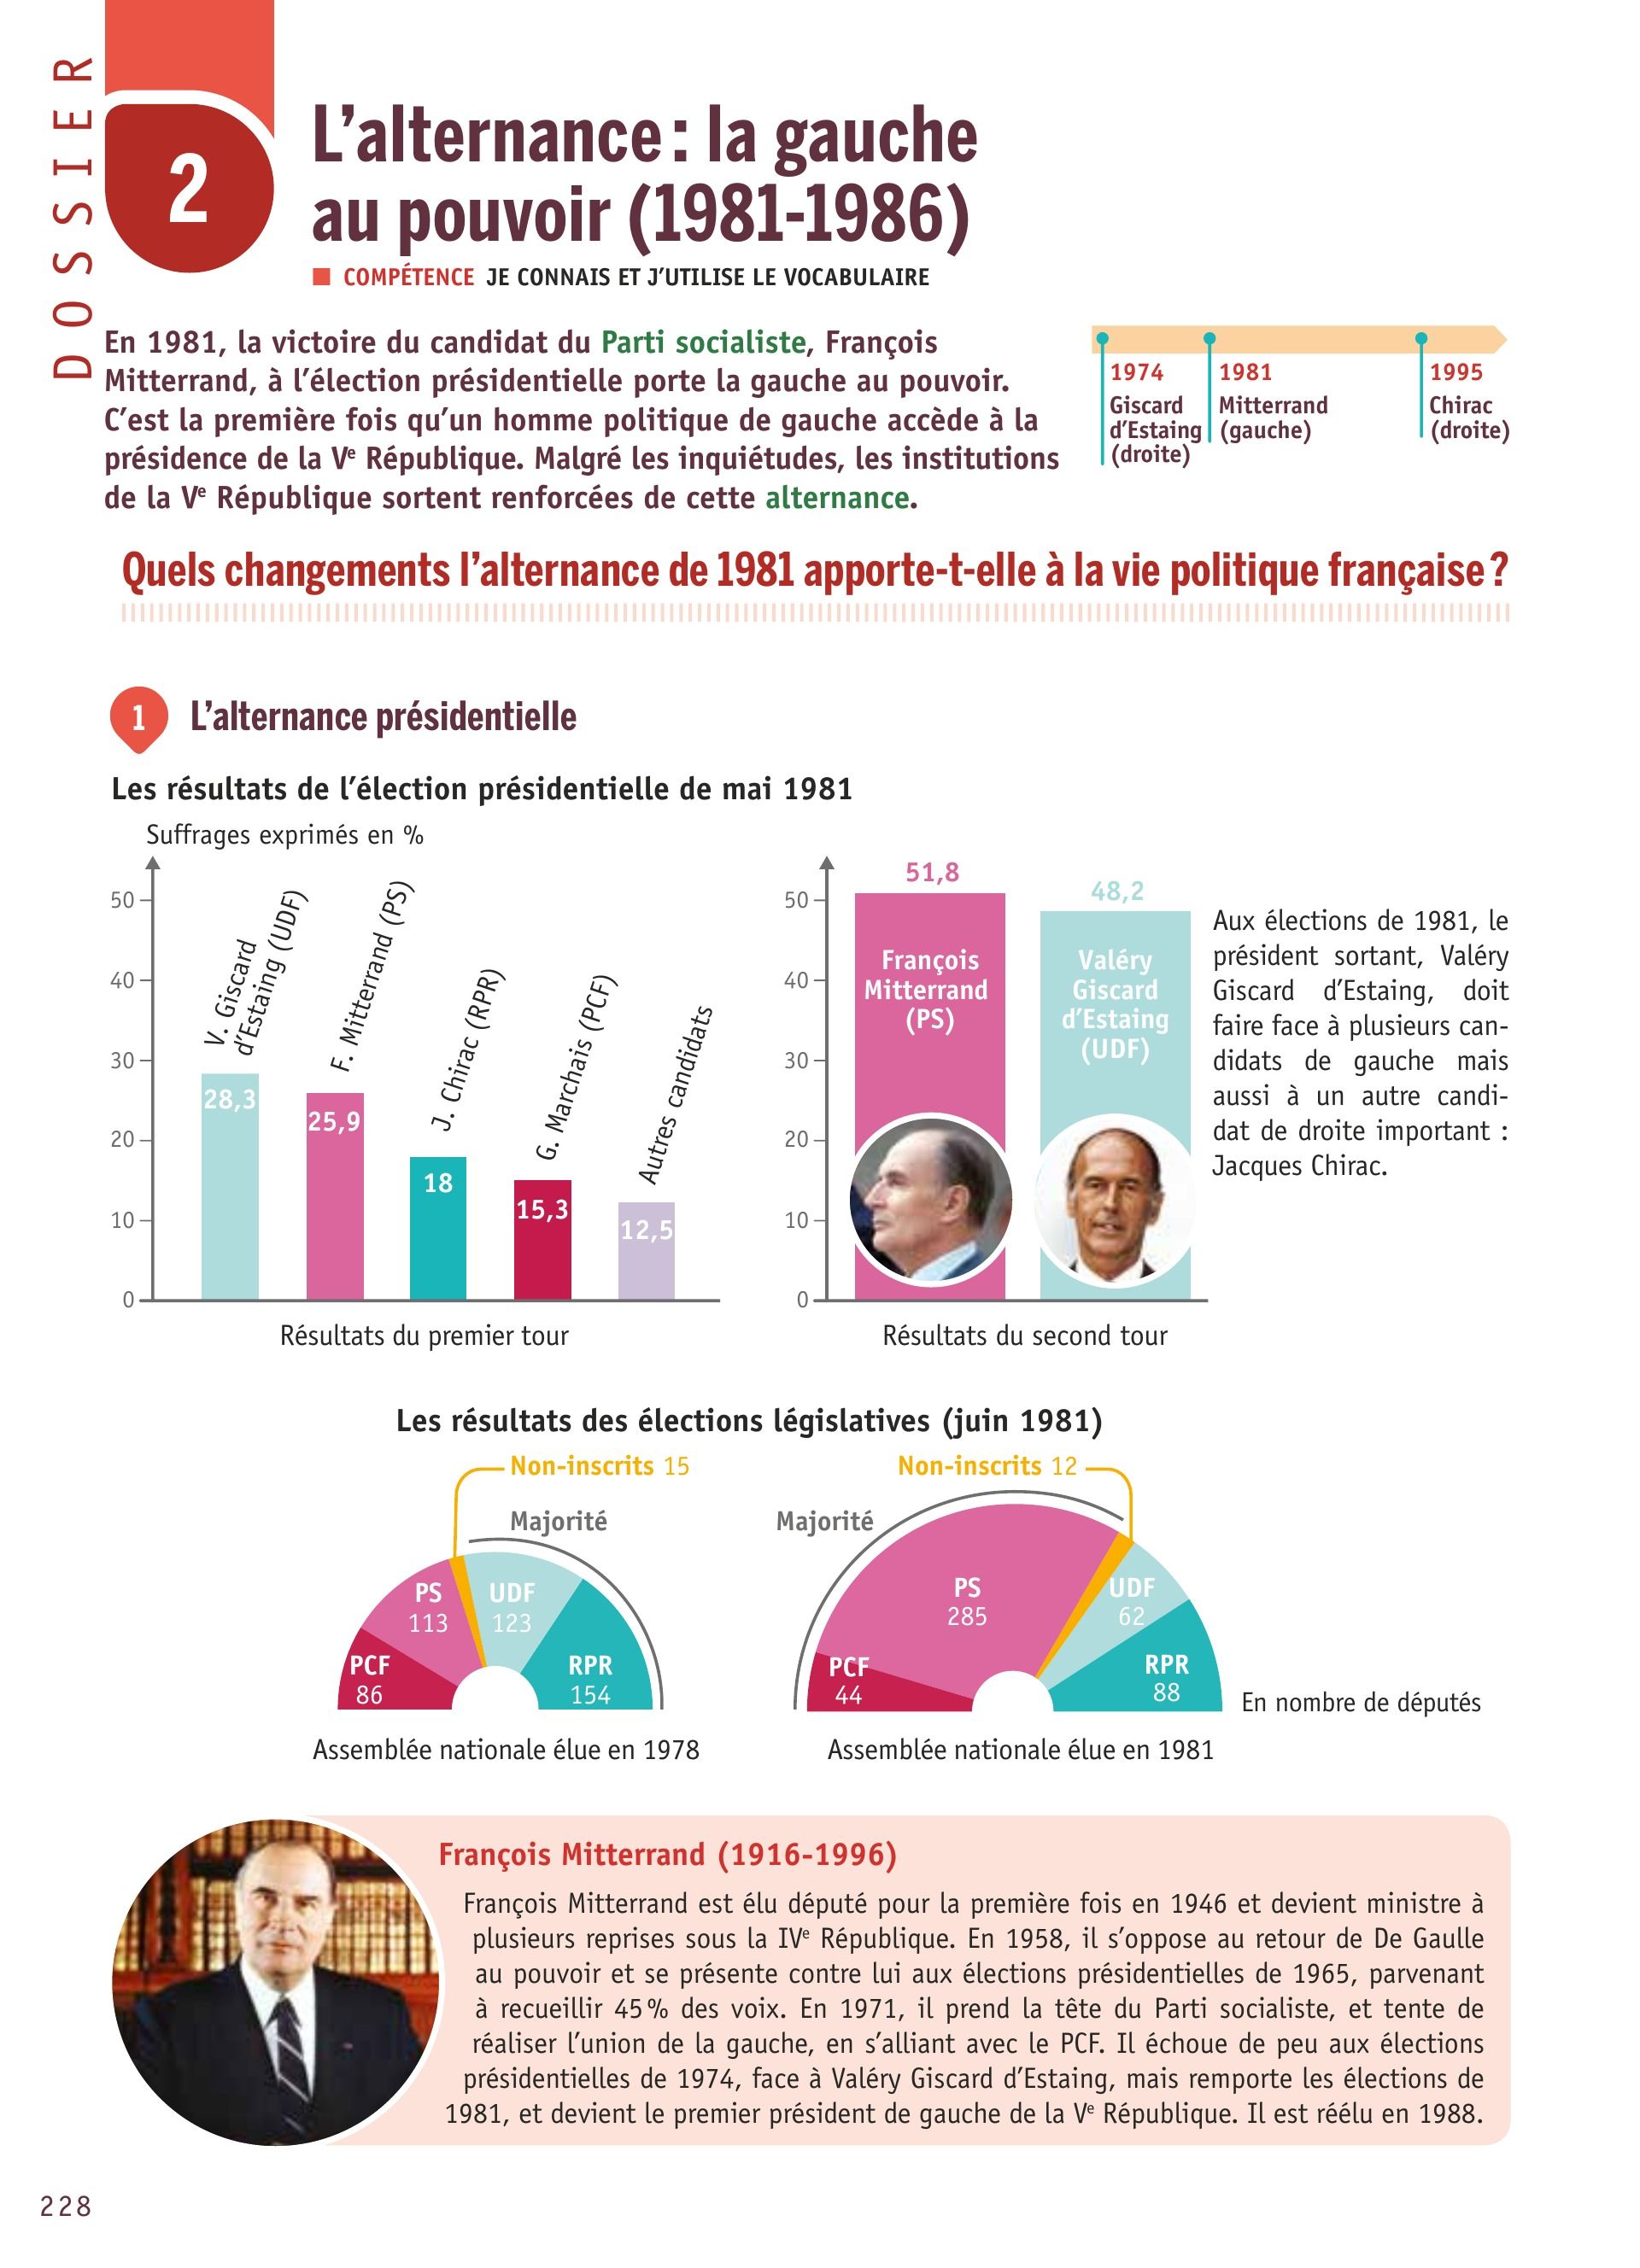 DOSSIER
2
L'alternance : la gauche
au pouvoir (1981-1986)
■ COMPÉTENCE JE CONNAIS ET J'UTILISE LE VOCABULAIRE
En 1981, la victoire du candidat du Parti socialiste, François
Mitterrand, à l'élection présidentielle porte la gauche au pouvoir.
C'est la première fois qu'un homme politique de gauche accède à la
présidence de la Ve République. Malgré les inquiétudes, les institutions
de la Ve République sortent renforcées de cette alternance.
1974
Giscard
d'Estaing
(droite)
1981
Mitterrand
(gauche)
1995
Chirac
(droite)
Quels changements l'alternance de 1981 apporte-t-elle à la vie politique française ?
1 L'alternance présidentielle
Les résultats de l'élection présidentielle de mai 1981
Suffrages exprimés en %
50
40
30
20
10
0
V. Giscard
d'Estaing (UDF)
28,3
F. Mitterrand (PS)
25,9
J. Chirac (RPR)
18
G. Marchais (PCF)
15,3
Autres candidats
12,5
Résultats du premier tour
50
40
30
20
10
0
51,8
François
Mitterrand
(PS)
48,2
Valéry
Giscard
d'Estaing
(UDF)
Résultats du second tour
Aux élections de 1981, le
président sortant, Valéry
Giscard d'Estaing, doit
faire face à plusieurs can-
didats de gauche mais
aussi à un autre candi-
dat de droite important :
Jacques Chirac.
Les résultats des élections législatives (juin 1981)
Non-inscrits 15
Majorité
PS
113
UDF
123
PCF
86
RPR
154
Assemblée nationale élue en 1978
Non-inscrits 12
Majorité
PS
285
UDF
62
PCF
44
RPR
88
En nombre de députés
Assemblée nationale élue en 1981
François Mitterrand (1916-1996)
François Mitterrand est élu député pour la première fois en 1946 et devient ministre à
plusieurs reprises sous la IVe République. En 1958, il s'oppose au retour de De Gaulle
au pouvoir et se présente contre lui aux élections présidentielles de 1965, parvenant
à recueillir 45 % des voix. En 1971, il prend la tête du Parti socialiste, et tente de
réaliser l'union de la gauche, en s'alliant avec le PCF. Il échoue de peu aux élections
présidentielles de 1974, face à Valéry Giscard d'Estaing, mais remporte les élections de
1981, et devient le premier président de gauche de la Ve République. Il est réélu en 1988.
228